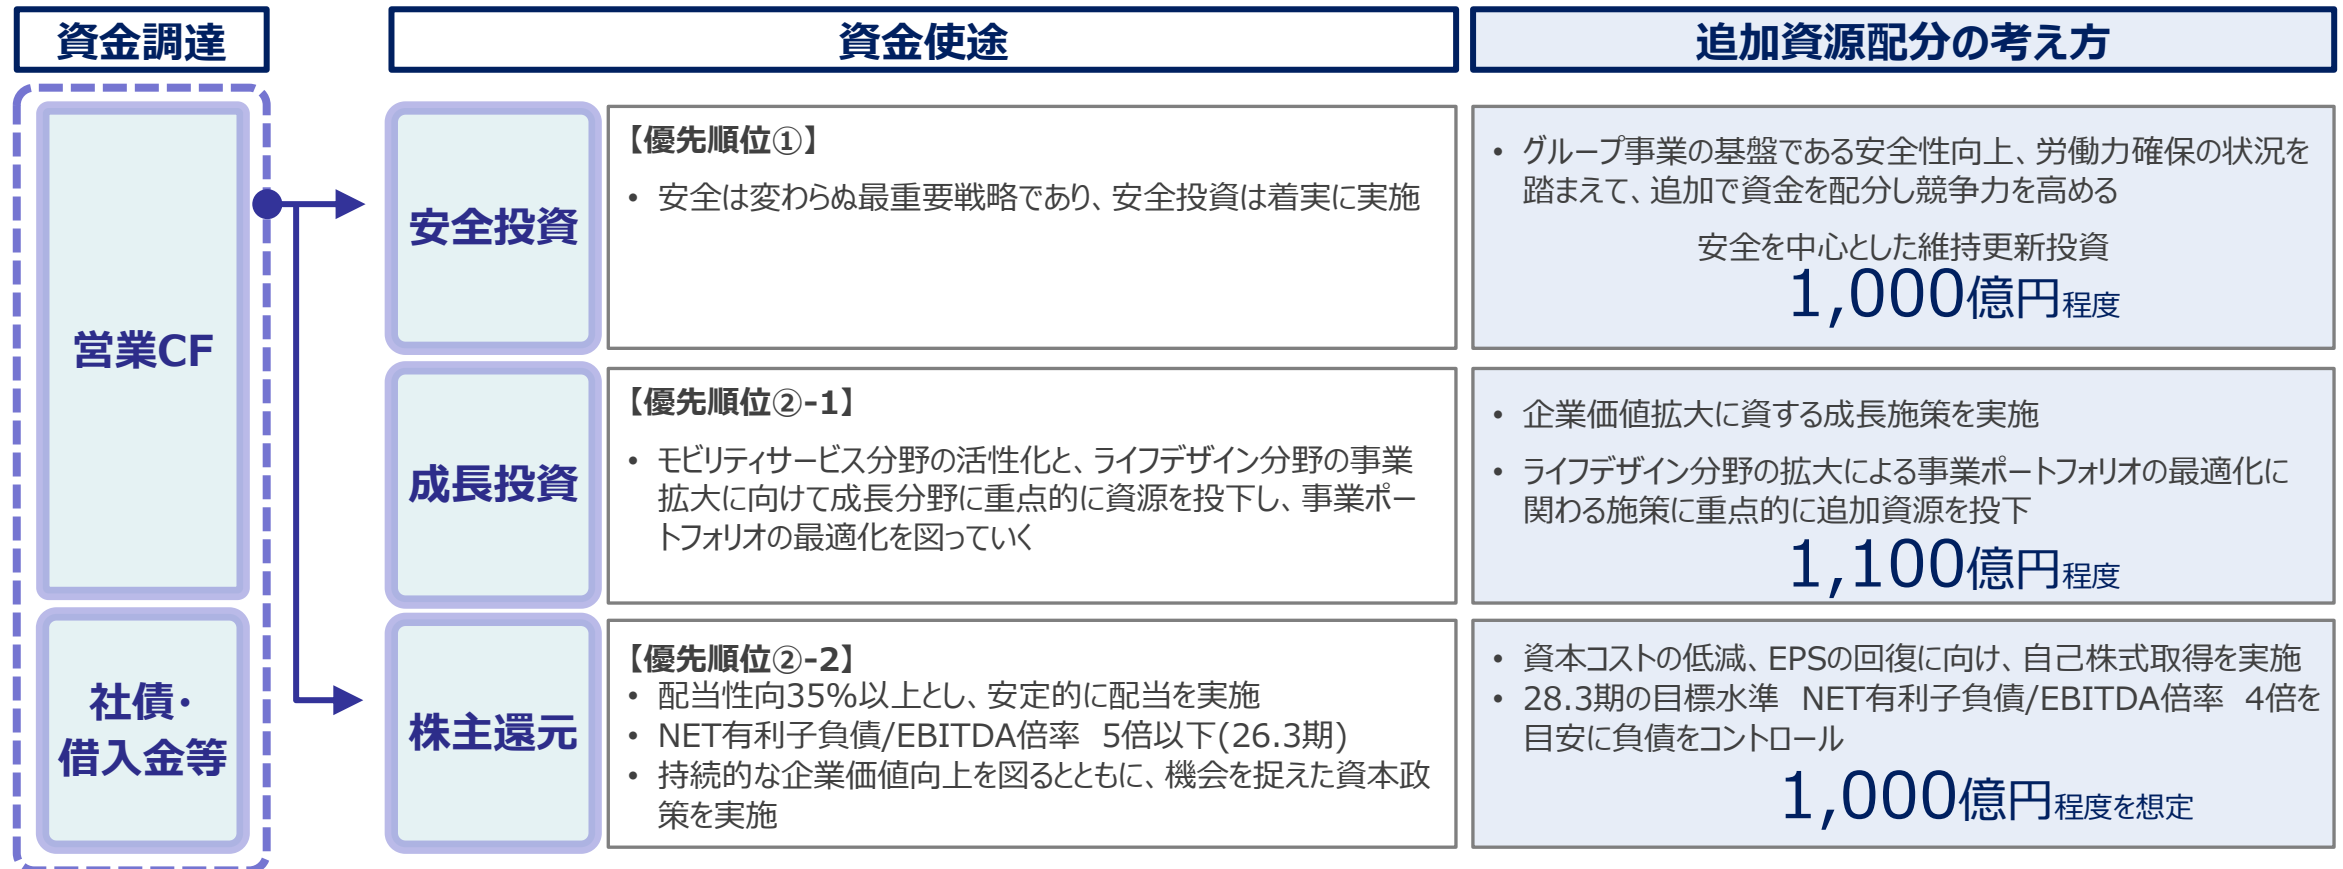 資金調達
資金使途
追加資源配分の考え方
営業CF
社債・
借入金等
安全投資
【優先順位①】
• 安全は変わらぬ最重要戦略であり、安全投資は着実に実施
• グループ事業の基盤である安全性向上、労働力確保の状況を
踏まえて、追加で資金を配分し競争力を高める
安全を中心とした維持更新投資
1,000億円程度
成長投資
【優先順位②-1】
• モビリティサービス分野の活性化と、ライフデザイン分野の事業
拡大に向けて成長分野に重点的に資源を投下し、事業ポー
トフォリオの最適化を図っていく
• 企業価値拡大に資する成長施策を実施
• ライフデザイン分野の拡大による事業ポートフォリオの最適化に
関わる施策に重点的に追加資源を投下
1,100億円程度
株主還元
【優先順位②-2】
• 配当性向35%以上とし、安定的に配当を実施
• NET有利子負債/EBITDA倍率 5倍以下(26.3期)
• 持続的な企業価値向上を図るとともに、機会を捉えた資本政
策を実施
• 資本コストの低減、EPSの回復に向け、自己株式取得を実施
• 28.3期の目標水準 NET有利子負債/EBITDA倍率 4倍を
目安に負債をコントロール
1,000億円程度を想定